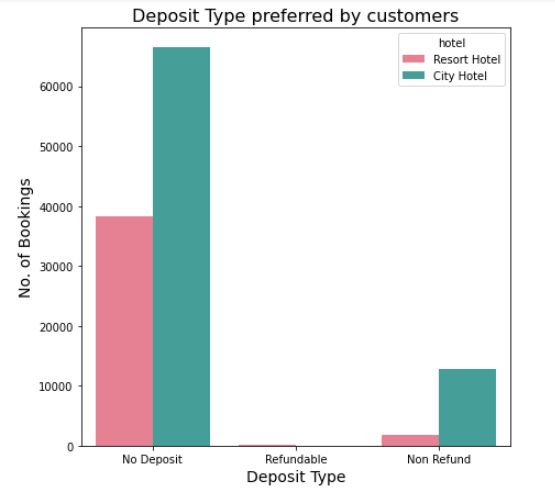 Deposit Type preferred by customers
hotel
Resort Hotel
City Hotel
No. of Bookings
60000
50000
40000
30000
20000
10000
0
No Deposit
Refundable
Non Refund
Deposit Type